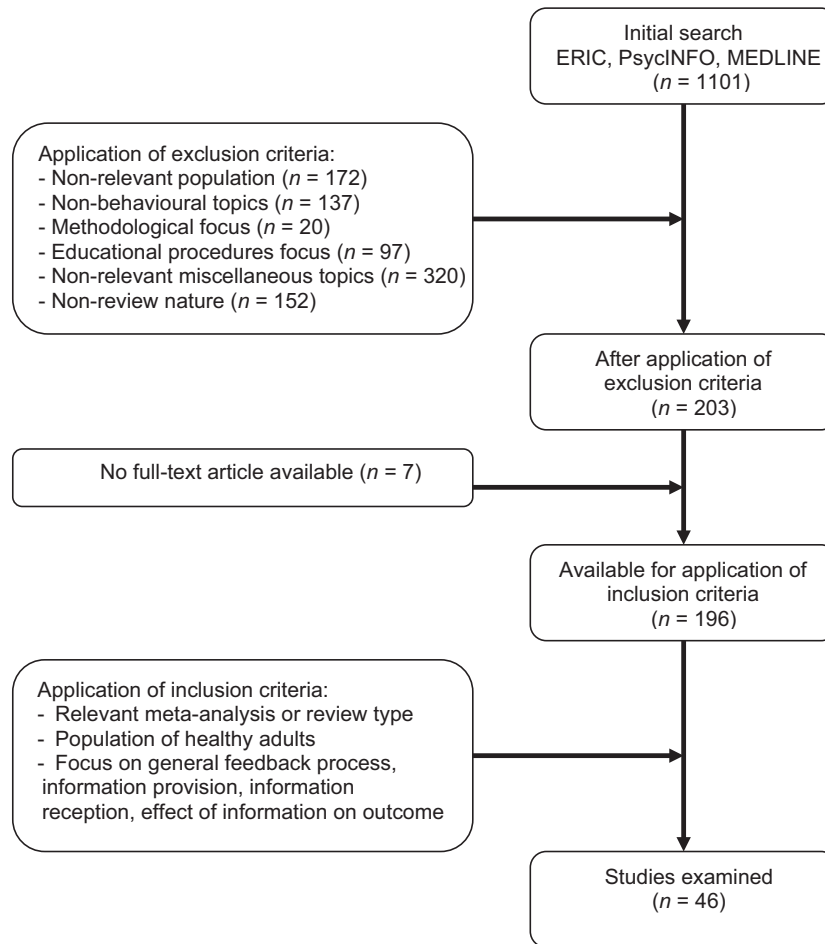 Initial search
ERIC, PsycINFO, MEDLINE
(n = 1101)
Application of exclusion criteria:
- Non-relevant population (n = 172)
- Non-behavioural topics (n = 137)
- Methodological focus (n = 20)
- Educational procedures focus (n = 97)
- Non-relevant miscellaneous topics (n = 320)
- Non-review nature (n = 152)
After application of
exclusion criteria
(n = 203)
No full-text article available (n = 7)
Available for application of
inclusion criteria
(n = 196)
Application of inclusion criteria:
- Relevant meta-analysis or review type
- Population of healthy adults
- Focus on general feedback process,
information provision, information
reception, effect of information on outcome
Studies examined
(n = 46)